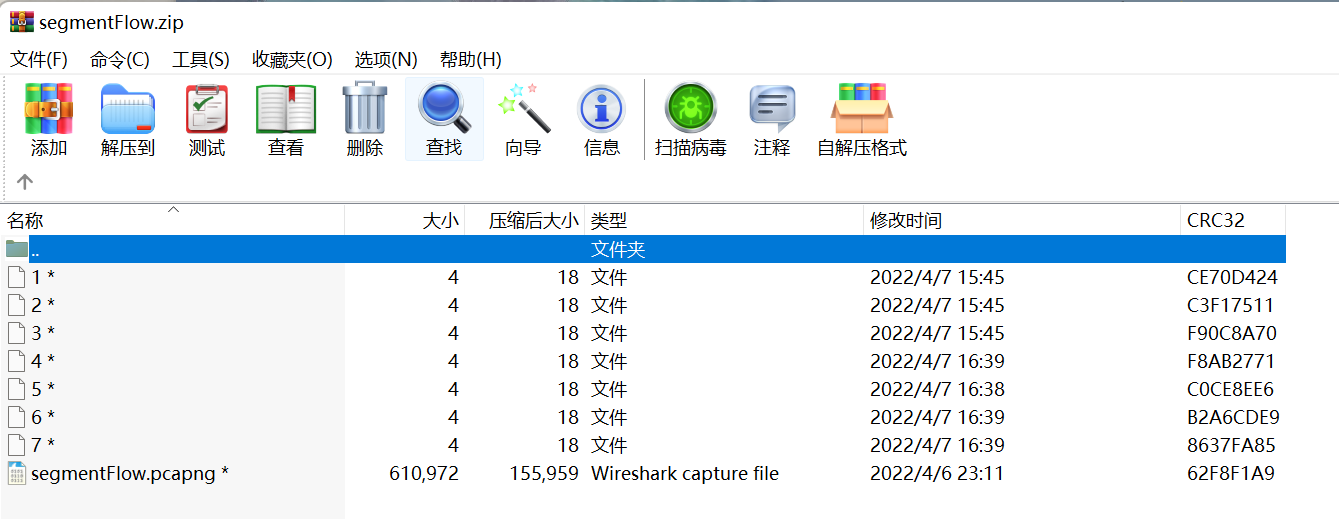 segmentFlow.zip
文件(F) 命令(C) 工具(S) 收藏夹(O) 选项(N) 帮助(H)
添加 解压到 测试 查看 删除 查找 向导 信息 扫描病毒 注释 自解压格式
名称 大小 压缩后大小 类型 修改时间 CRC32
.. 文件夹
1 * 4 18 文件 2022/4/7 15:45 CE70D424
2 * 4 18 文件 2022/4/7 15:45 C3F17511
3 * 4 18 文件 2022/4/7 15:45 F90C8A70
4 * 4 18 文件 2022/4/7 16:39 F8AB2771
5 * 4 18 文件 2022/4/7 16:38 C0CE8EE6
6 * 4 18 文件 2022/4/7 16:39 B2A6CDE9
7 * 4 18 文件 2022/4/7 16:39 8637FA85
segmentFlow.pcapng * 610,972 155,959 Wireshark capture file 2022/4/6 23:11 62F8F1A9